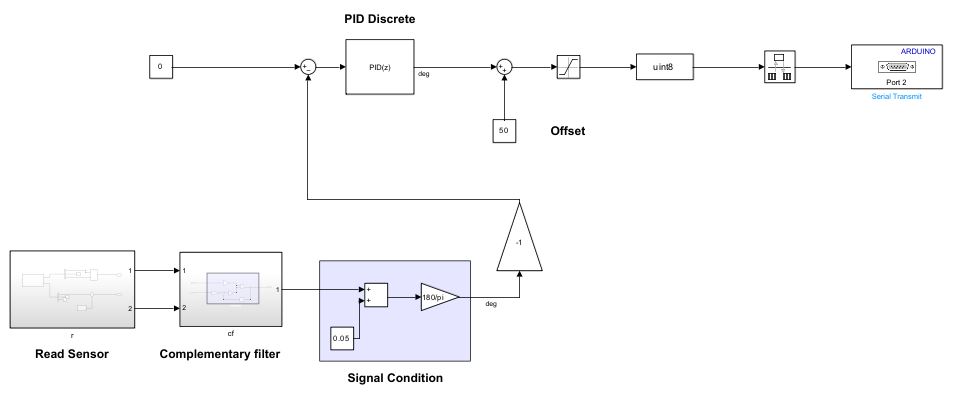 PID Discrete
0
PID(z)
deg
50
Offset
uint8
ARDUINO
Port 2
Serial Transmit
-1
1
2
r
Read Sensor
1
2
1
cf
Complementary filter
+
+
0.05
180/pi
deg
Signal Condition